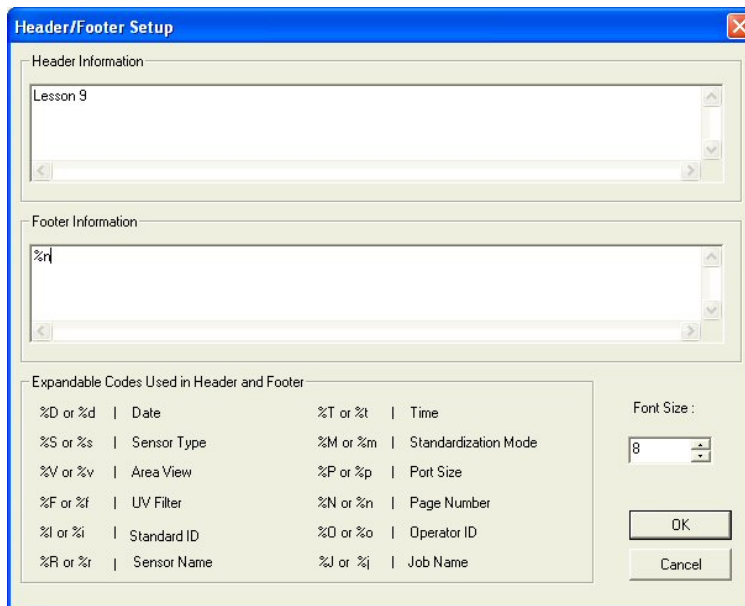 Header/Footer Setup
Header Information
Lesson 9
Footer Information
%n
Expandable Codes Used in Header and Footer
%D or %d | Date %T or %t | Time
%S or %s | Sensor Type %M or %m | Standardization Mode
%V or %v | Area View %P or %p | Port Size
%F or %f | UV Filter %N or %n | Page Number
%I or %i | Standard ID %O or %o | Operator ID
%R or %r | Sensor Name %J or %j | Job Name
Font Size :
8
OK
Cancel